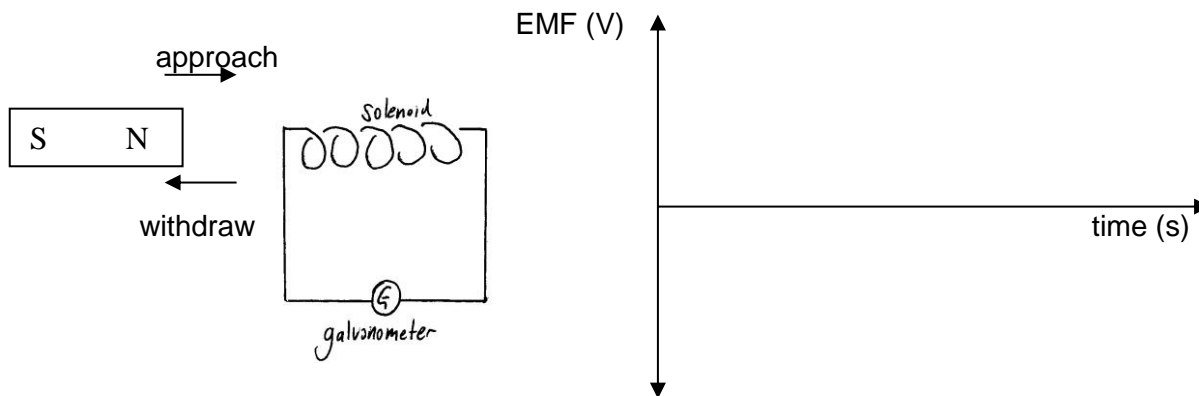 EMF (V)
approach
solenoid
S N
withdraw
time (s)
G
galvanometer